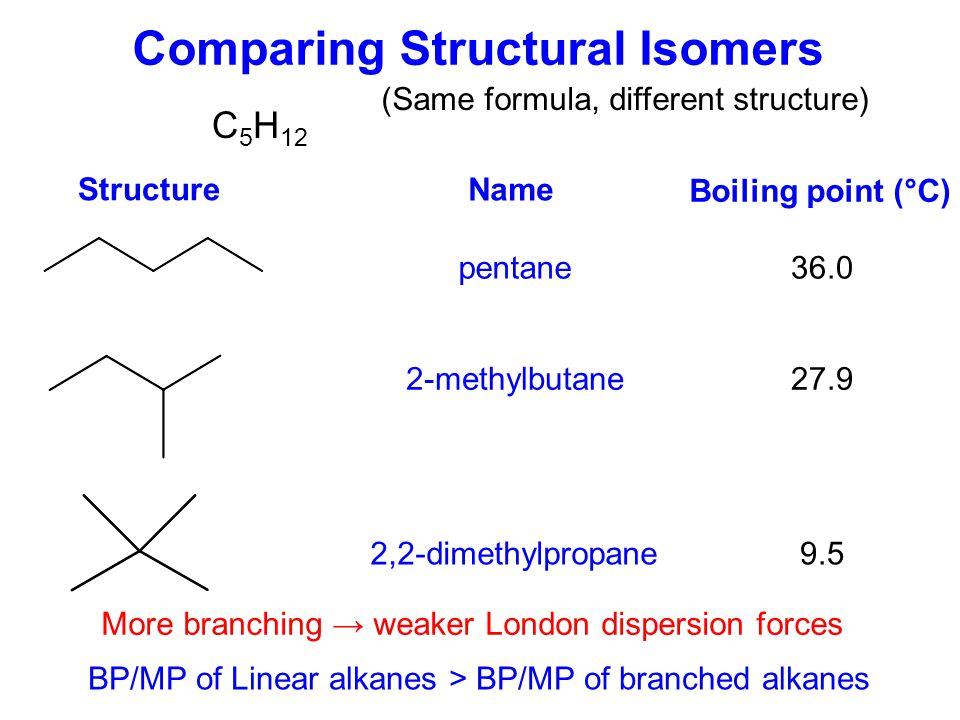 Comparing Structural Isomers
(Same formula, different structure)
C5H12
Structure Name Boiling point (°C)
pentane 36.0
2-methylbutane 27.9
2,2-dimethylpropane 9.5
More branching → weaker London dispersion forces
BP/MP of Linear alkanes > BP/MP of branched alkanes